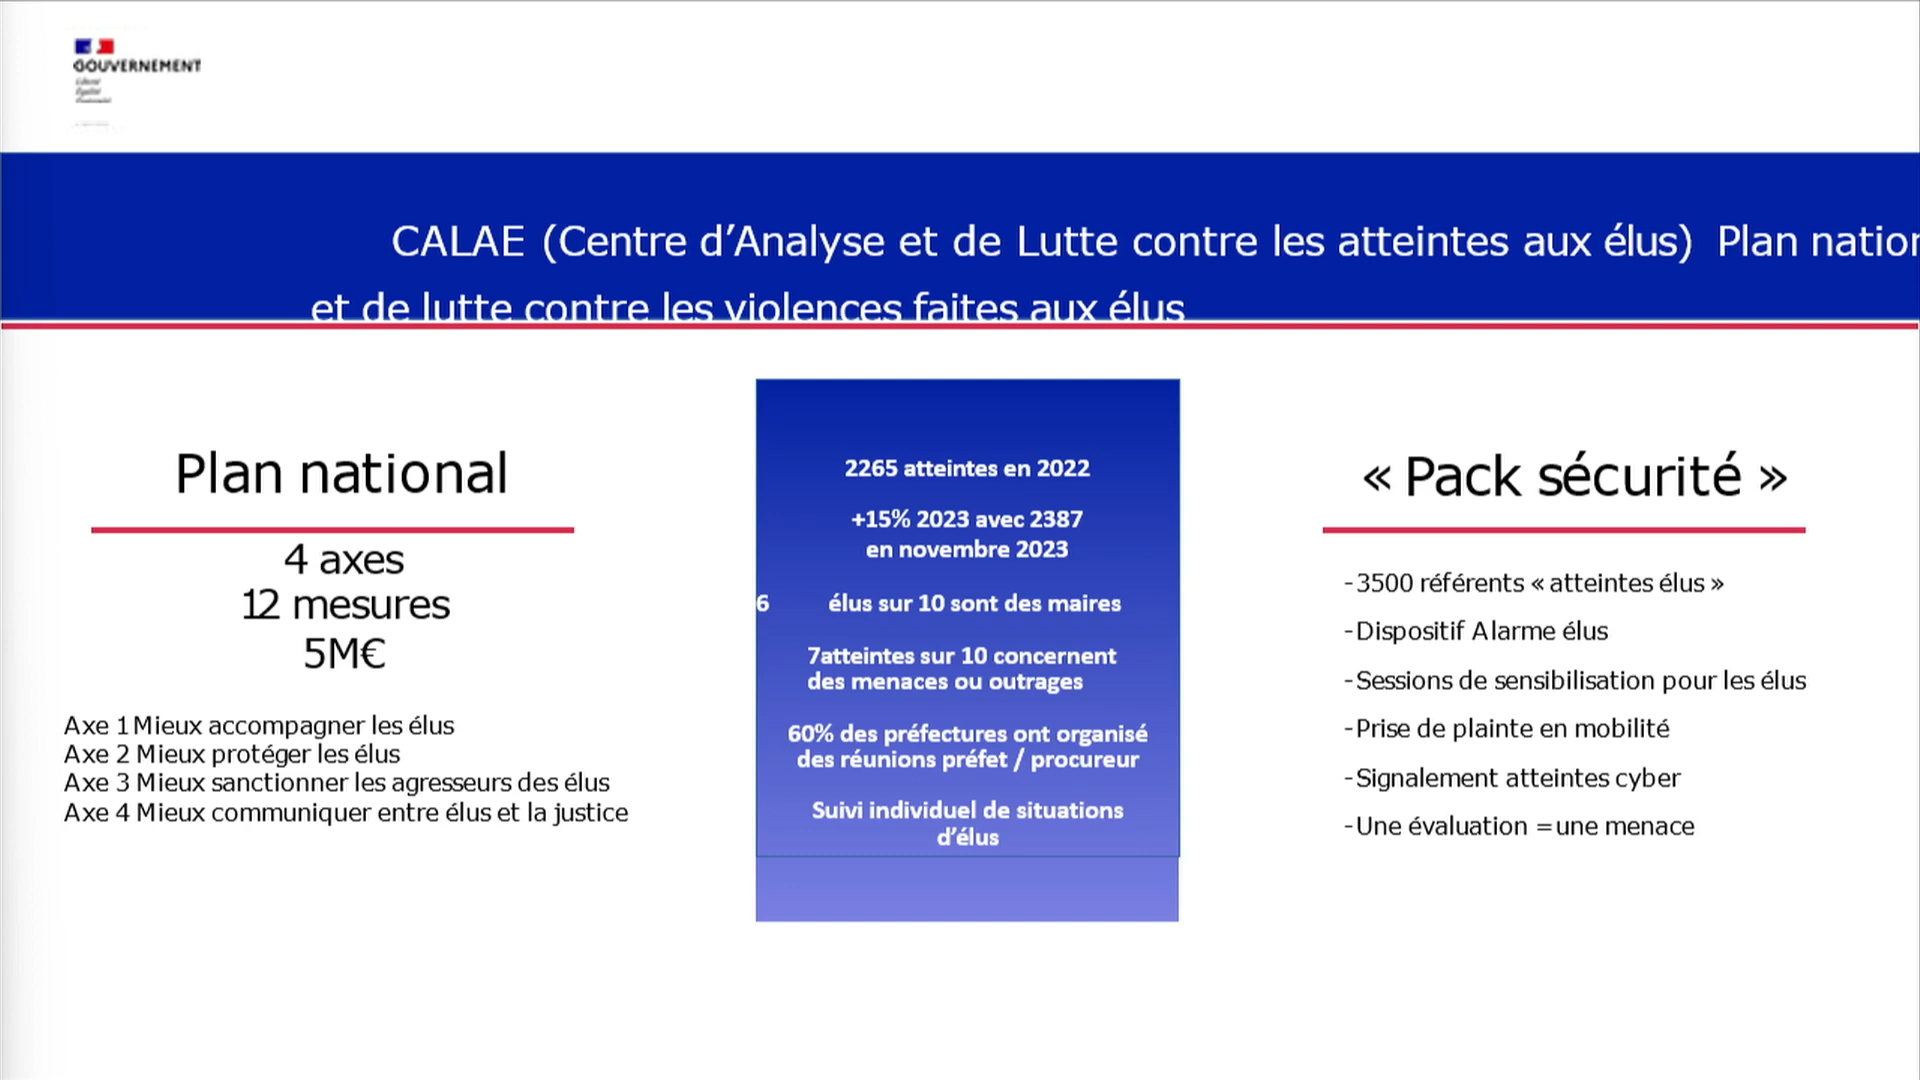 GOUVERNEMENT
Liberté
Égalité
Fraternité
CALAE (Centre d’Analyse et de Lutte contre les atteintes aux élus) Plan nation
et de lutte contre les violences faites aux élus
Plan national
4 axes
12 mesures
5M€
Axe 1 Mieux accompagner les élus
Axe 2 Mieux protéger les élus
Axe 3 Mieux sanctionner les agresseurs des élus
Axe 4 Mieux communiquer entre élus et la justice
2265 atteintes en 2022
+15% 2023 avec 2387
en novembre 2023
6 élus sur 10 sont des maires
7atteintes sur 10 concernent
des menaces ou outrages
60% des préfectures ont organisé
des réunions préfet / procureur
Suivi individuel de situations
d’élus
« Pack sécurité »
-3500 référents « atteintes élus »
-Dispositif Alarme élus
-Sessions de sensibilisation pour les élus
-Prise de plainte en mobilité
-Signalement atteintes cyber
-Une évaluation = une menace